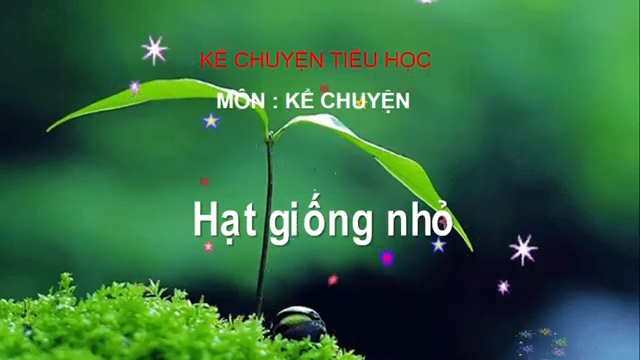 KỂ CHUYỆN TIỂU HỌC
MÔN : KỂ CHUYỆN
Hạt giống nhỏ